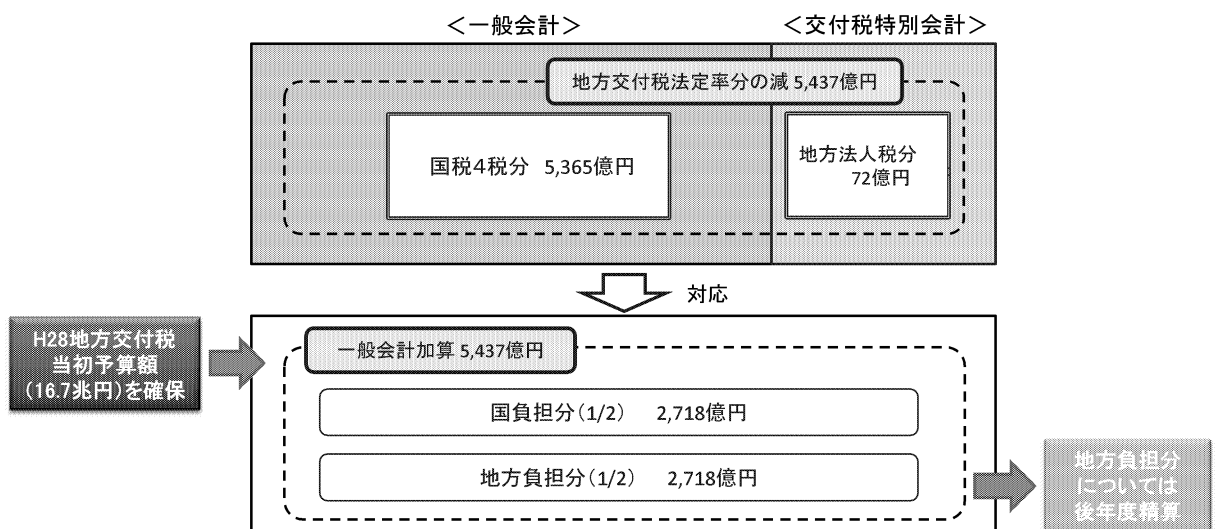 ＜一般会計＞
＜交付税特別会計＞
地方交付税法定率分の減 5,437億円
国税４税分 5,365億円
地方法人税分
72億円
対応
H28地方交付税
当初予算額
（16.7兆円）を確保
一般会計加算 5,437億円
国負担分（1/2） 2,718億円
地方負担分（1/2） 2,718億円
地方負担分
については
後年度精算